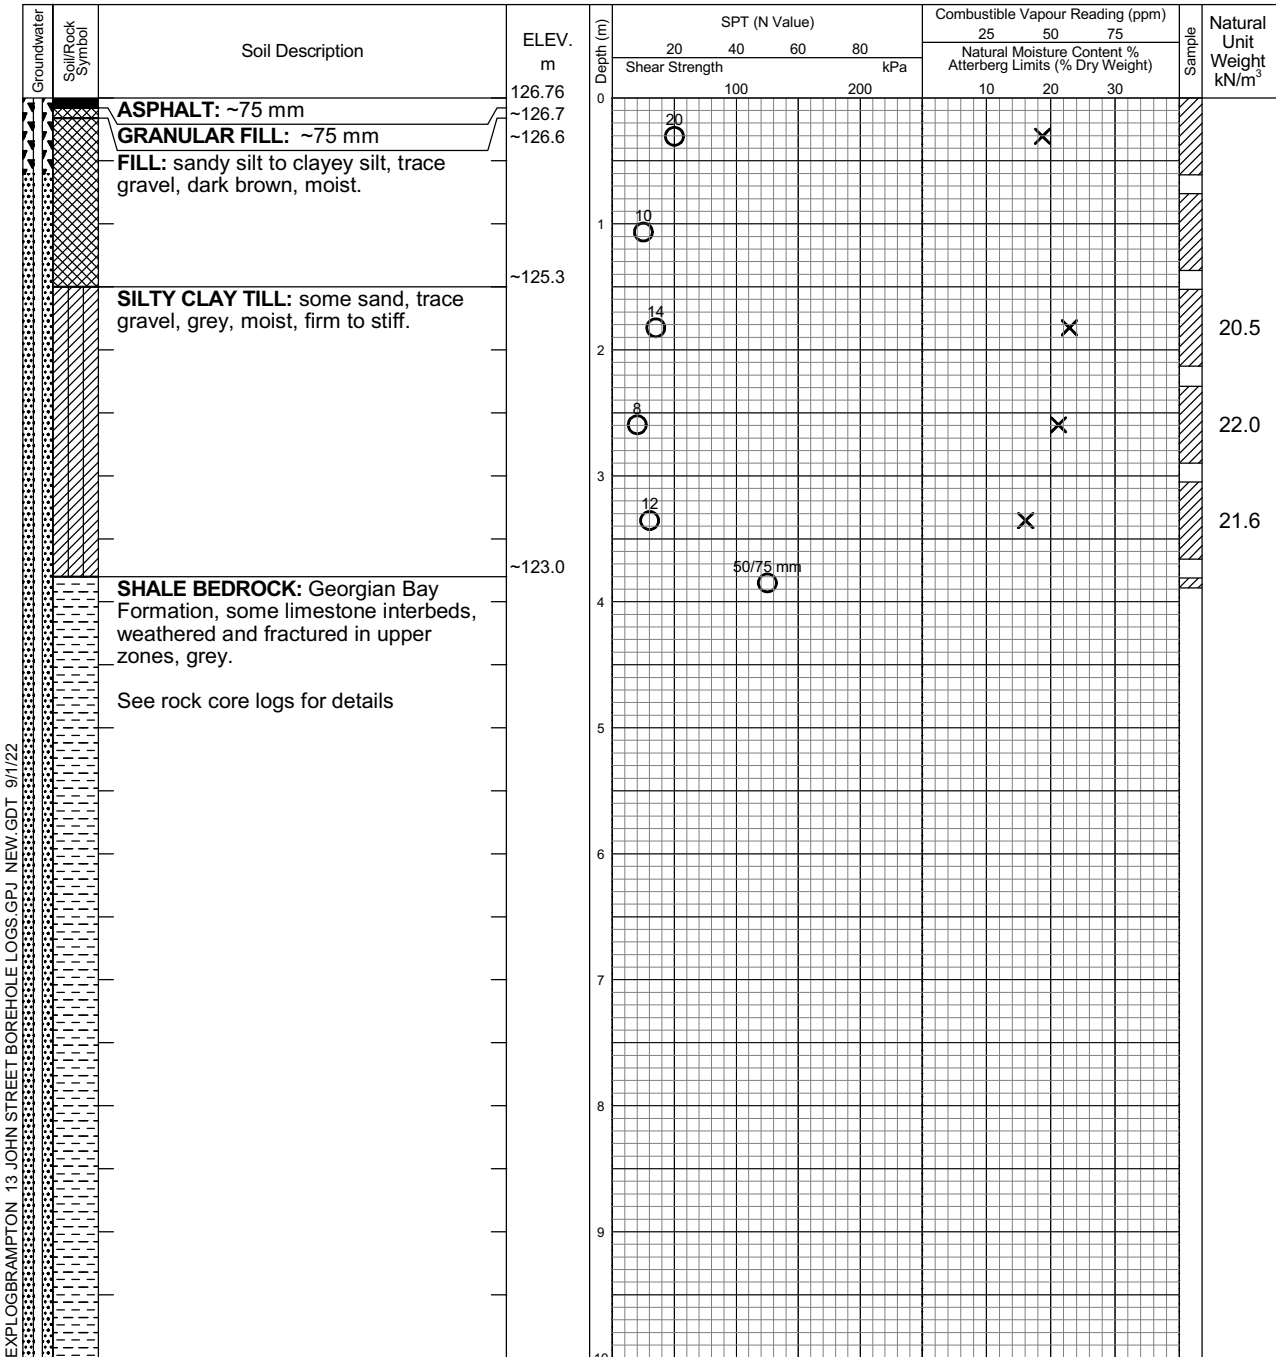 Groundwater
Soil/Rock
Symbol
Soil Description
ELEV.
m
126.76
Depth (m)
SPT (N Value)
20 40 60 80
Shear Strength kPa
100 200
Combustible Vapour Reading (ppm)
25 50 75
Natural Moisture Content %
Atterberg Limits (% Dry Weight)
10 20 30
Sample
Natural
Unit
Weight
kN/m³
0
ASPHALT: ~75 mm
~126.7
GRANULAR FILL: ~75 mm
~126.6
20
FILL: sandy silt to clayey silt, trace
gravel, dark brown, moist.
10
1
~125.3
SILTY CLAY TILL: some sand, trace
gravel, grey, moist, firm to stiff.
14
20.5
2
8
22.0
3
12
21.6
~123.0
50/75 mm
SHALE BEDROCK: Georgian Bay
Formation, some limestone interbeds,
weathered and fractured in upper
zones, grey.
4
See rock core logs for details
5
6
7
8
9
10
EXPLOGBRAMPTON 13 JOHN STREET BOREHOLE LOGS.GPJ NEW.GDT 9/1/22